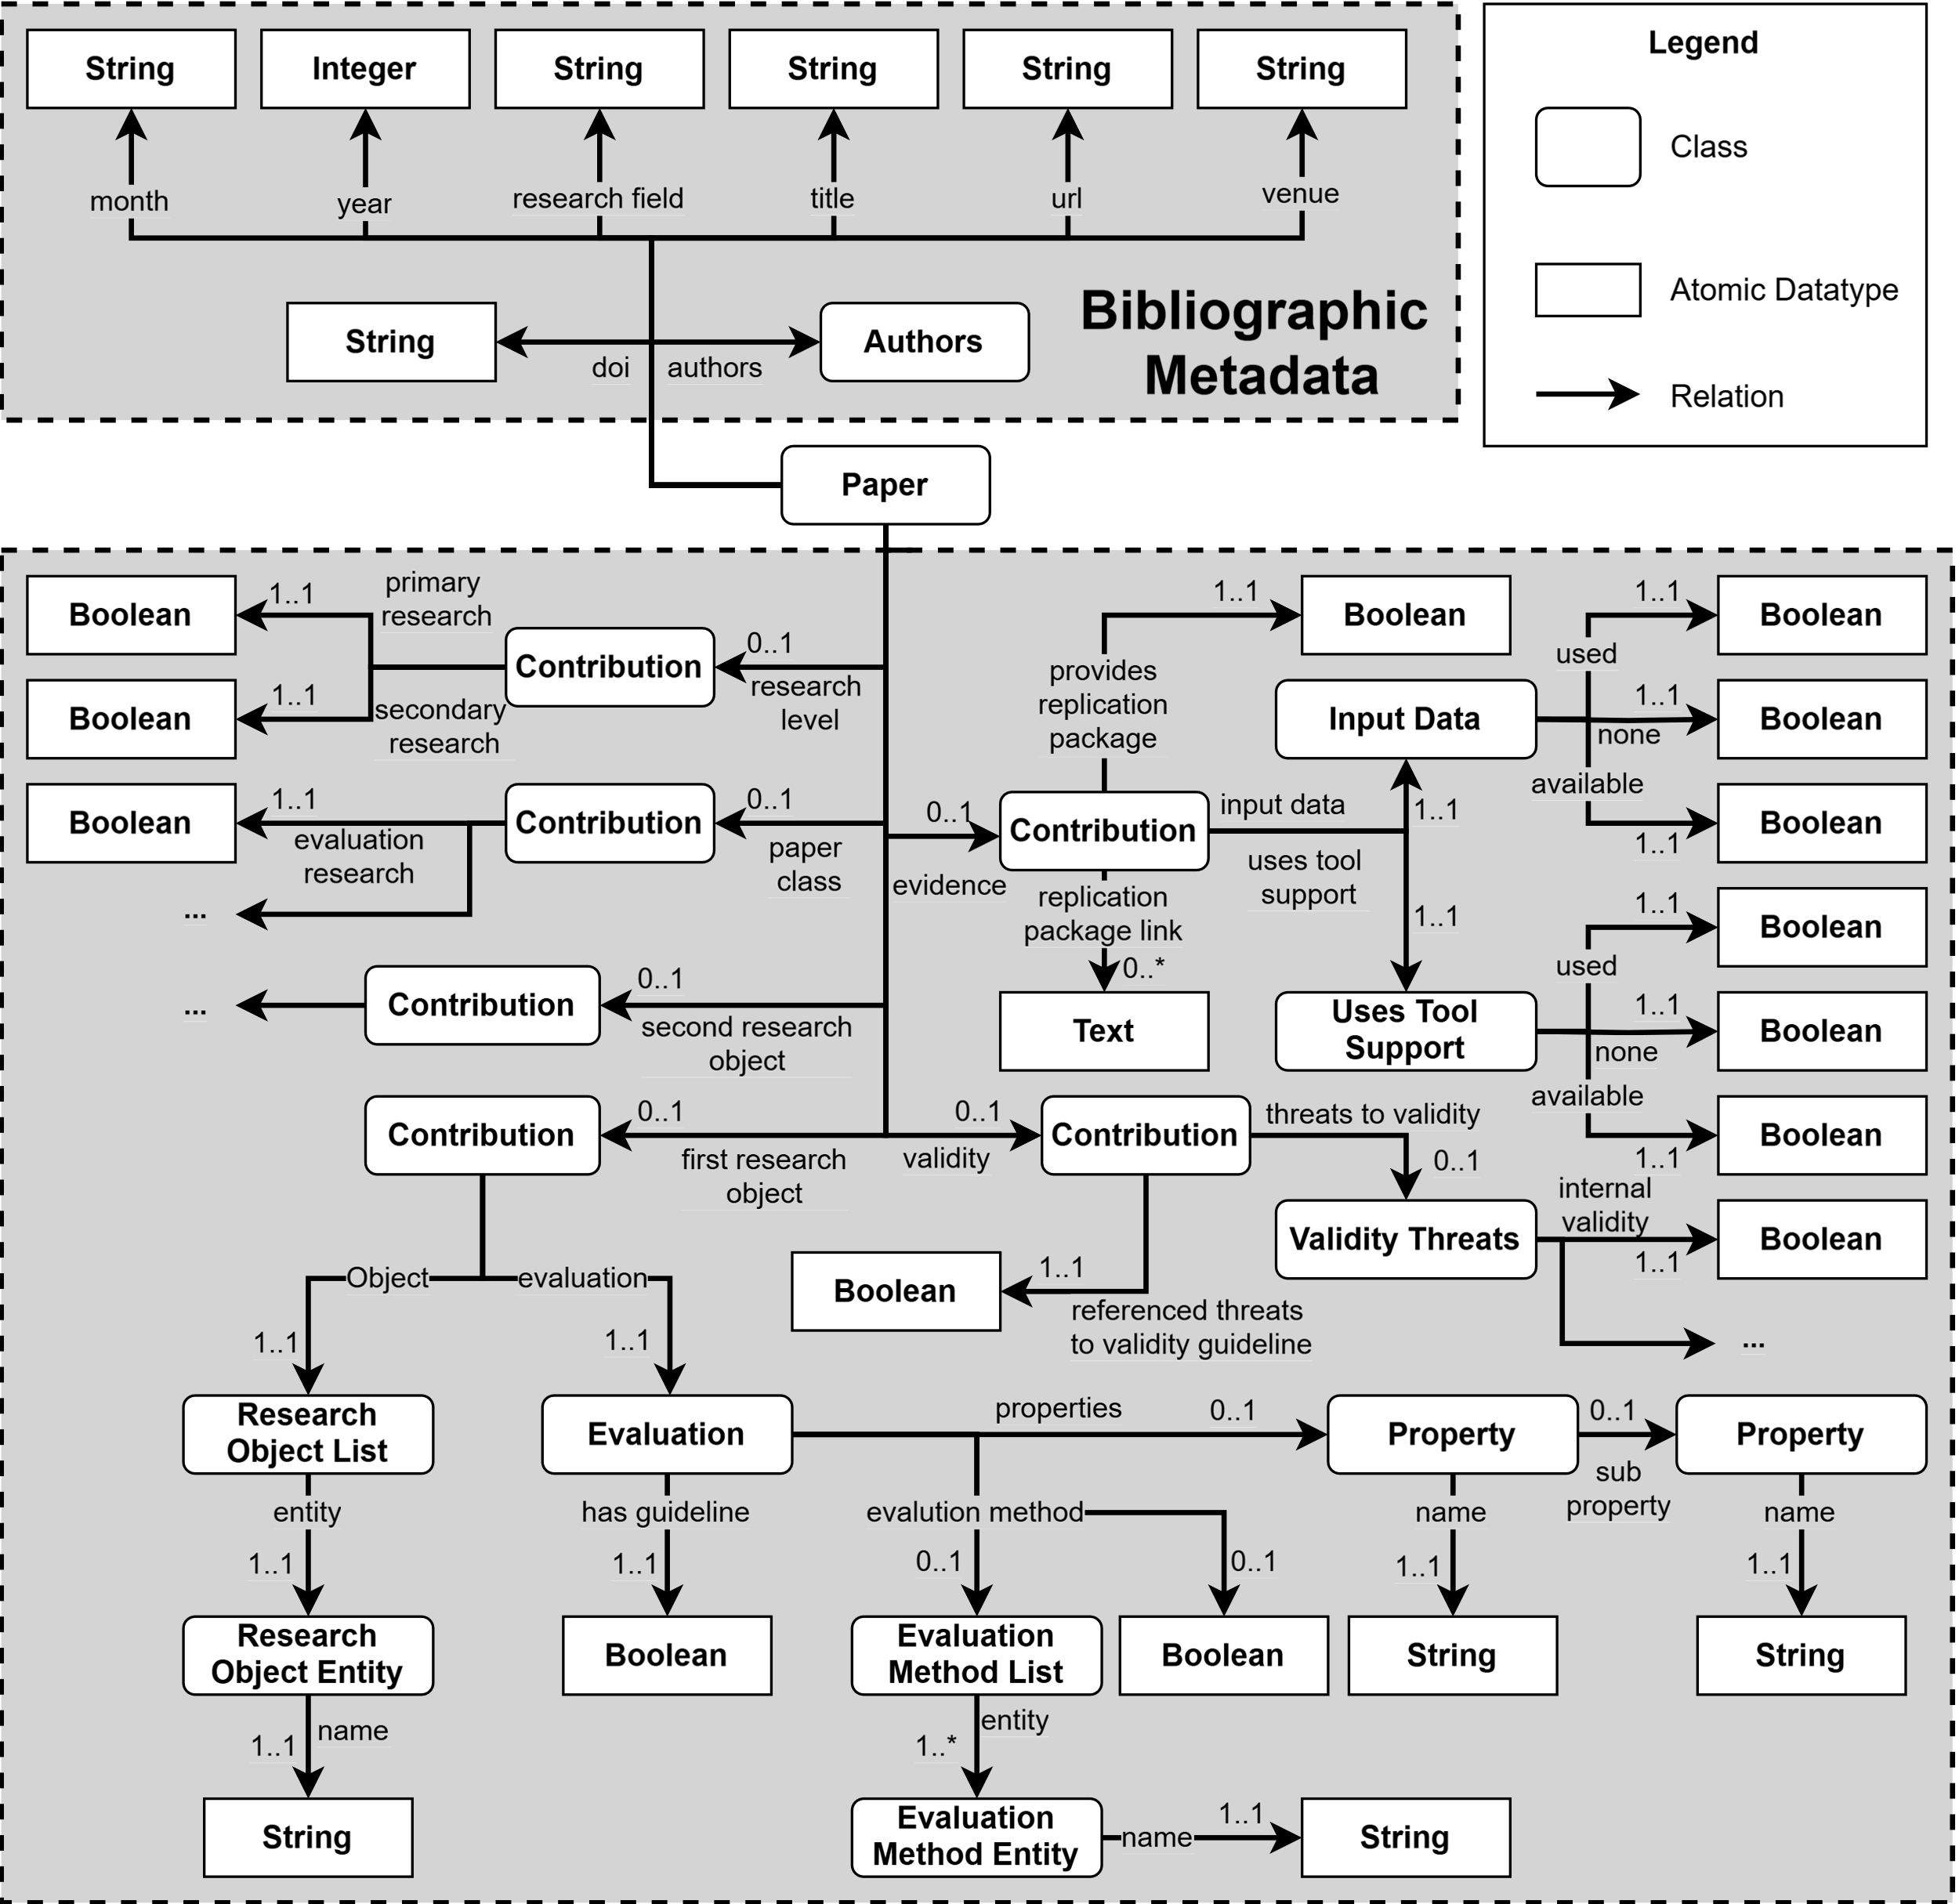 String
Integer
String
String
String
String
month
year
research field
title
url
venue
String
doi
authors
Authors
Bibliographic
Metadata
Legend
Class
Atomic Datatype
Relation
Paper
Boolean
1..1
primary
research
Boolean
1..1
secondary
research
Contribution
0..1
research
level
Boolean
1..1
evaluation
research
...
Contribution
0..1
paper
class
...
Contribution
0..1
second research
object
Contribution
0..1
first research
object
0..1
evidence
Contribution
provides
replication
package
1..1
Boolean
replication
package link
0..*
Text
input data
uses tool
support
1..1
1..1
Input Data
used
1..1
Boolean
none
1..1
Boolean
available
1..1
Boolean
Uses Tool
Support
used
1..1
Boolean
none
1..1
Boolean
available
1..1
Boolean
0..1
validity
Contribution
threats to validity
0..1
Validity Threats
internal
validity
1..1
Boolean
...
Boolean
1..1
referenced threats
to validity guideline
Object
evaluation
1..1
1..1
Research
Object List
entity
1..1
Research
Object Entity
name
1..1
String
Evaluation
has guideline
1..1
Boolean
properties
0..1
evalution method
0..1
0..1
Evaluation
Method List
Boolean
entity
1..*
Evaluation
Method Entity
name
1..1
String
Property
name
1..1
String
0..1
sub
property
Property
name
1..1
String